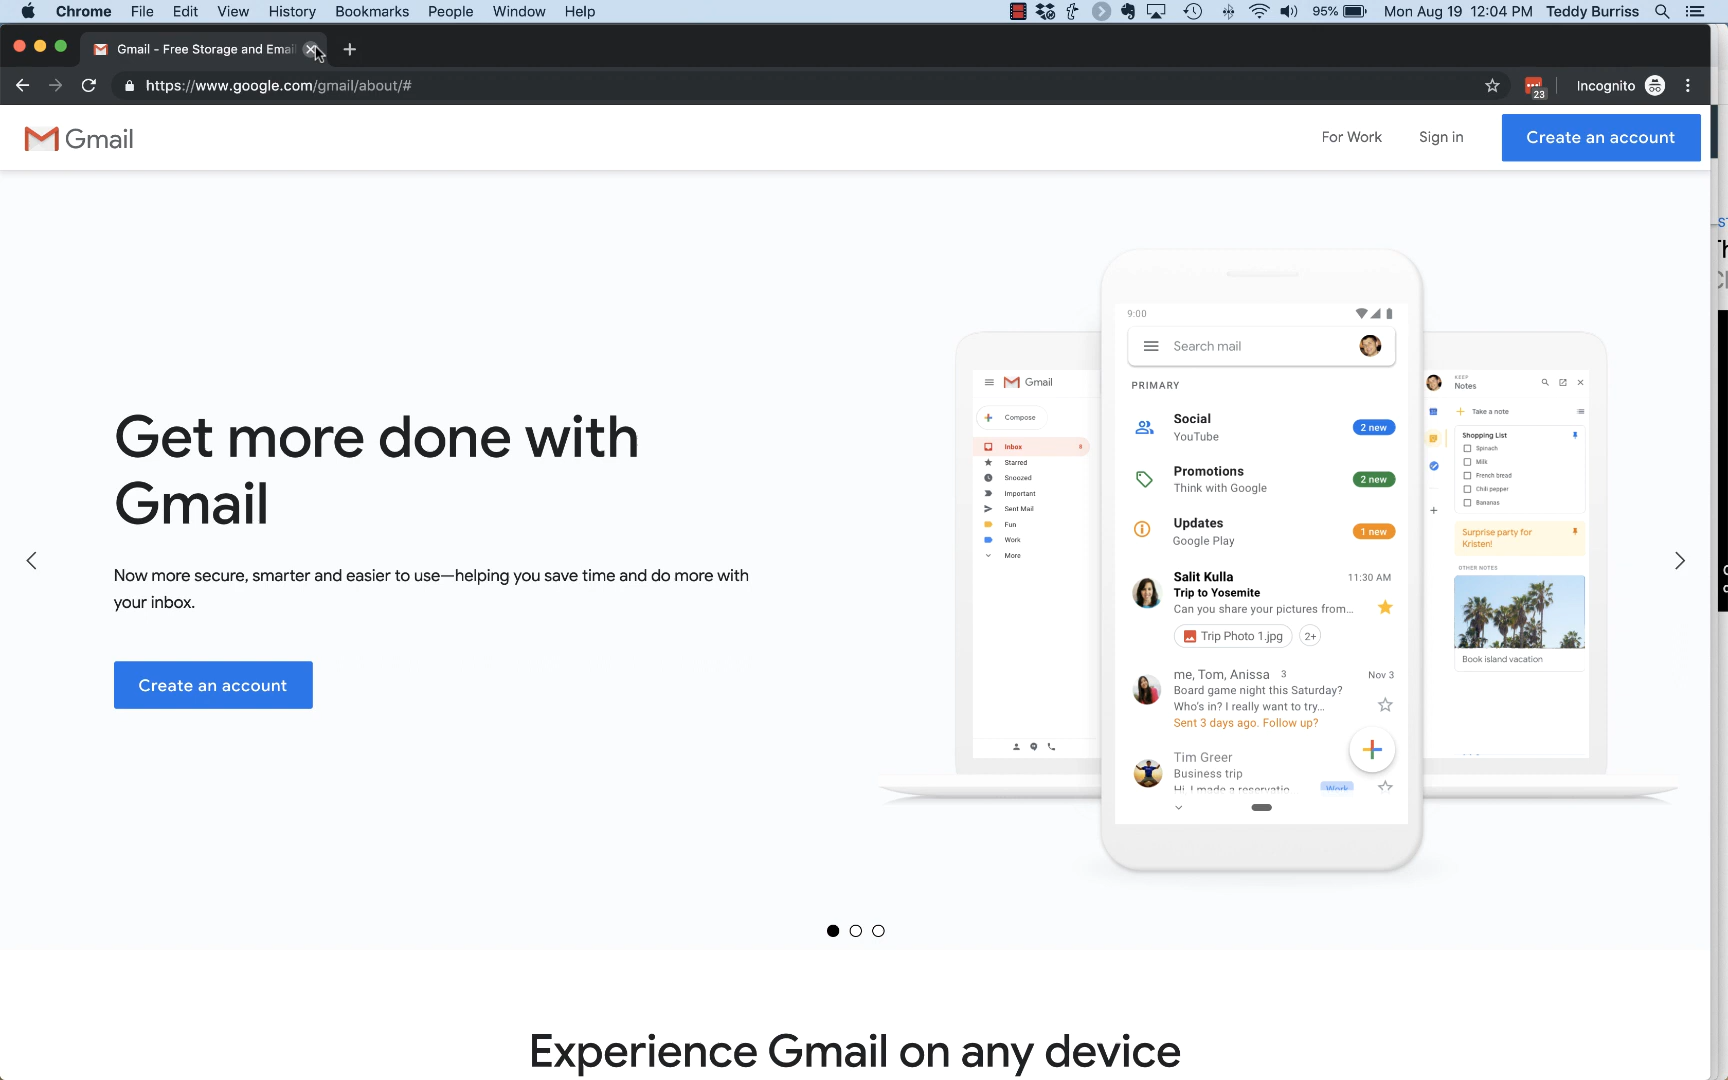 Chrome File Edit View History Bookmarks People Window Help 95% Mon Aug 19 12:04 PM Teddy Burriss
Gmail - Free Storage and Emai
https://www.google.com/gmail/about/#
23
Incognito
Gmail
For Work
Sign in
Create an account
Get more done with
Gmail
Now more secure, smarter and easier to use—helping you save time and do more with
your inbox.
Create an account
Gmail
Compose
Inbox
Starred
Snoozed
Important
Sent Mail
Fun
Work
More
9:00
Search mail
PRIMARY
Social
YouTube
2 new
Promotions
Think with Google
2 new
Updates
Google Play
1 new
Salit Kulla
11:30 AM
Trip to Yosemite
Can you share your pictures from...
Trip Photo 1.jpg
2+
me, Tom, Anissa 3
Nov 3
Board game night this Saturday?
Who's in? I really want to try...
Sent 3 days ago. Follow up?
Tim Greer
Business trip
Hi, I made a reservatio
Work
KEEP
Notes
Take a note
Shopping List
Spinach
Milk
French bread
Chili pepper
Bananas
Surprise party for
Kristen!
OTHER NOTES
Book island vacation
Experience Gmail on any device